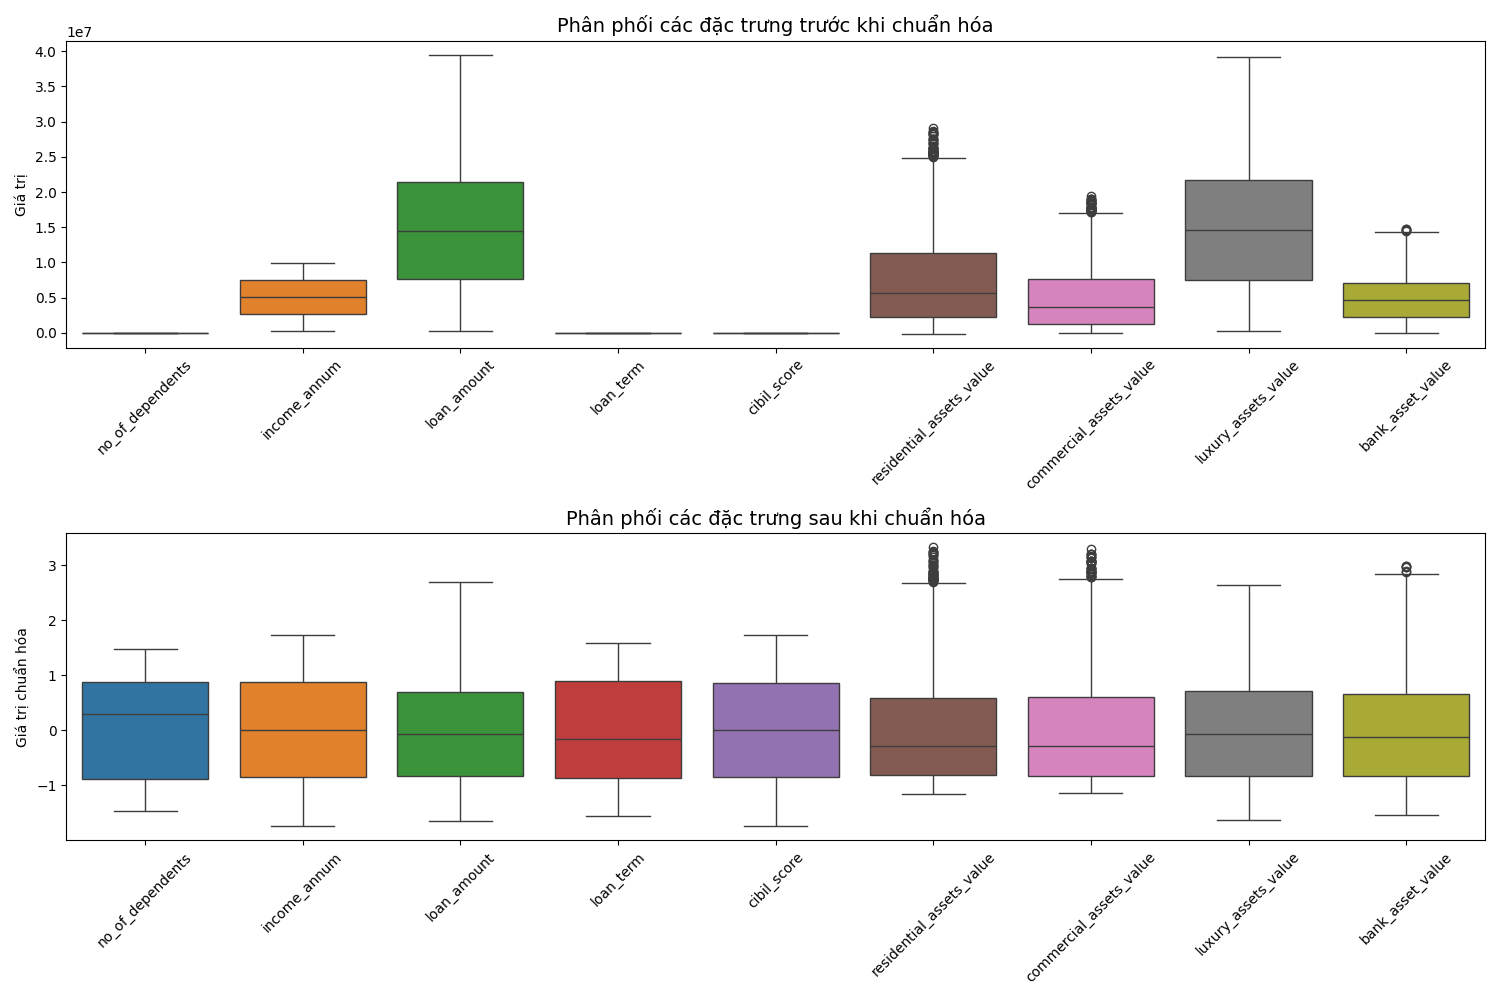 Phân phối các đặc trưng trước khi chuẩn hóa
1e7
4.0
3.5
3.0
2.5
2.0
1.5
1.0
0.5
0.0
Giá trị
no_of_dependents
income_annum
loan_amount
loan_term
cibil_score
residential_assets_value
commercial_assets_value
luxury_assets_value
bank_asset_value
Phân phối các đặc trưng sau khi chuẩn hóa
3
2
1
0
−1
Giá trị chuẩn hóa
no_of_dependents
income_annum
loan_amount
loan_term
cibil_score
residential_assets_value
commercial_assets_value
luxury_assets_value
bank_asset_value